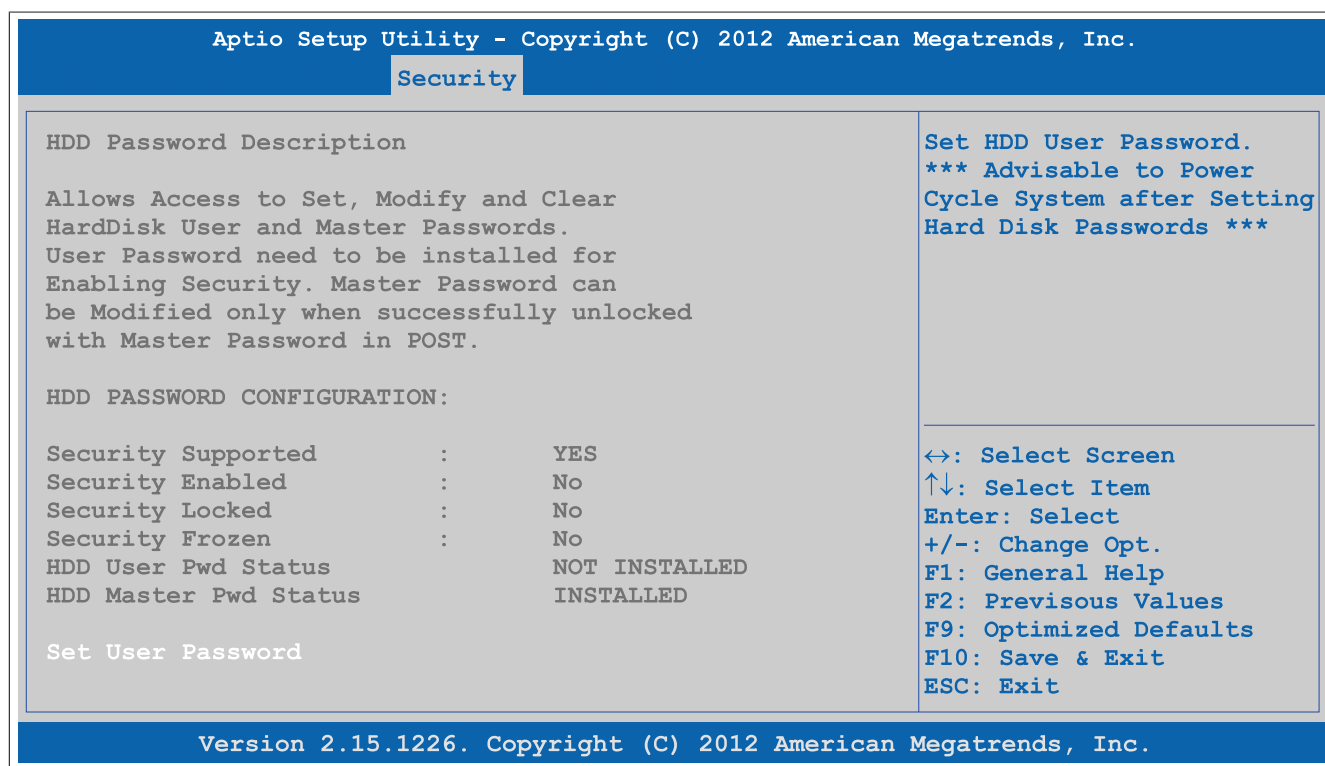 Aptio Setup Utility - Copyright (C) 2012 American Megatrends, Inc.
Security
HDD Password Description
Allows Access to Set, Modify and Clear
HardDisk User and Master Passwords.
User Password need to be installed for
Enabling Security. Master Password can
be Modified only when successfully unlocked
with Master Password in POST.
HDD PASSWORD CONFIGURATION:
Security Supported : YES
Security Enabled : No
Security Locked : No
Security Frozen : No
HDD User Pwd Status NOT INSTALLED
HDD Master Pwd Status INSTALLED
Set User Password
Set HDD User Password.
*** Advisable to Power
Cycle System after Setting
Hard Disk Passwords ***
↔: Select Screen
↑↓: Select Item
Enter: Select
+/-: Change Opt.
F1: General Help
F2: Previsous Values
F9: Optimized Defaults
F10: Save & Exit
ESC: Exit
Version 2.15.1226. Copyright (C) 2012 American Megatrends, Inc.